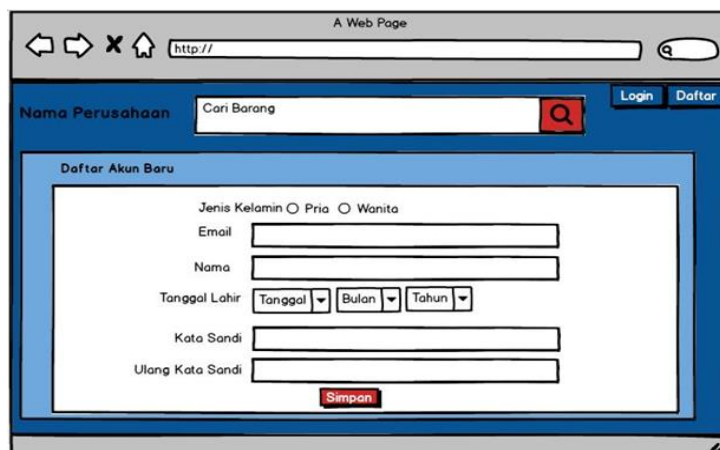 A Web Page
http://
Login Daftar
Nama Perusahaan Cari Barang
Daftar Akun Baru
Jenis Kelamin Pria Wanita
Email
Nama
Tanggal Lahir Tanggal Bulan Tahun
Kata Sandi
Ulang Kata Sandi
Simpan